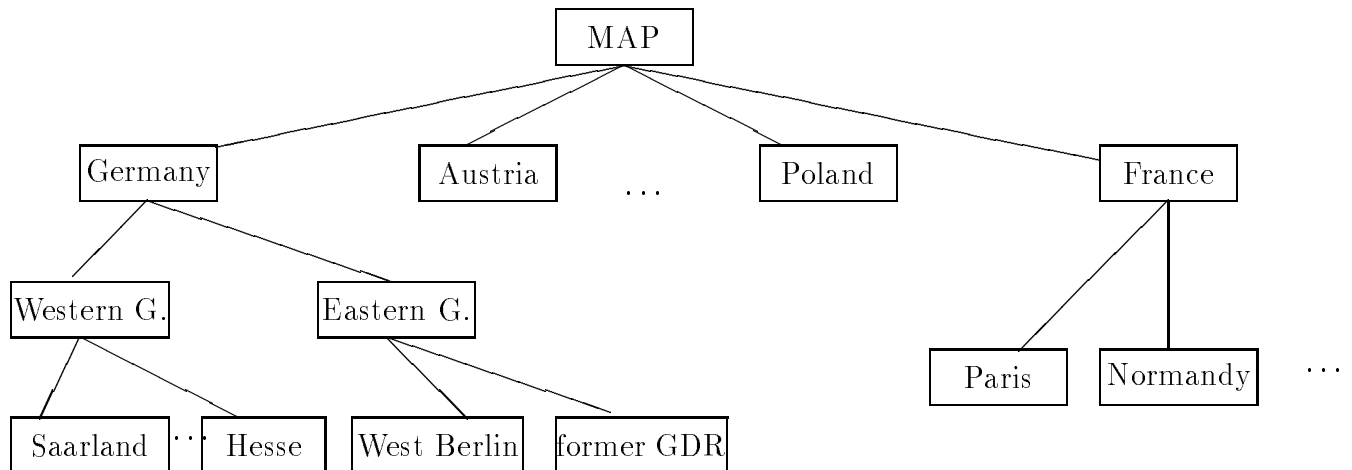 MAP
Germany
Austria
...
Poland
France
Western G.
Eastern G.
Paris
Normandy
...
Saarland
...
Hesse
West Berlin
former GDR